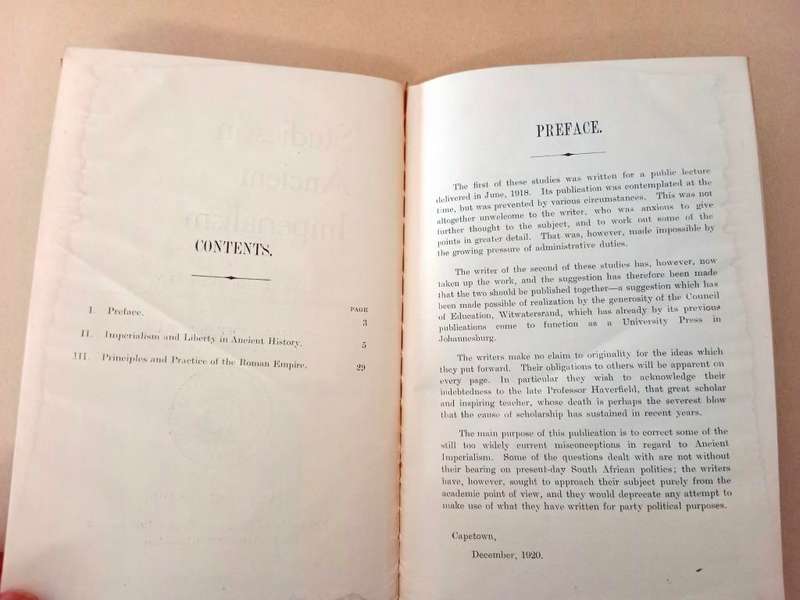 Studies in
Ancient
Imperialism
CONTENTS.
PAGE
I. Preface. 3
II. Imperialism and Liberty in Ancient History. 5
III. Principles and Practice of the Roman Empire. 29
PREFACE.
The first of these studies was written for a public lecture
delivered in June, 1918. Its publication was contemplated at the
time, but was prevented by various circumstances. This was not
altogether unwelcome to the writer, who was anxious to give
further thought to the subject, and to work out some of the
points in greater detail. That was, however, made impossible by
the growing pressure of administrative duties.
The writer of the second of these studies has, however, now
taken up the work, and the suggestion has therefore been made
that the two should be published together—a suggestion which has
been made possible of realization by the generosity of the Council
of Education, Witwatersrand, which has already by its previous
publications come to function as a University Press in
Johannesburg.
The writers make no claim to originality for the ideas which
they put forward. Their obligations to others will be apparent on
every page. In particular they wish to acknowledge their
indebtedness to the late Professor Haverfield, that great scholar
and inspiring teacher, whose death is perhaps the severest blow
that the cause of scholarship has sustained in recent years.
The main purpose of this publication is to correct some of the
still too widely current misconceptions in regard to Ancient
Imperialism. Some of the questions dealt with are not without
their bearing on present-day South African politics; the writers
have, however, sought to approach their subject purely from the
academic point of view, and they would deprecate any attempt to
make use of what they have written for party political purposes.
Capetown,
December, 1920.